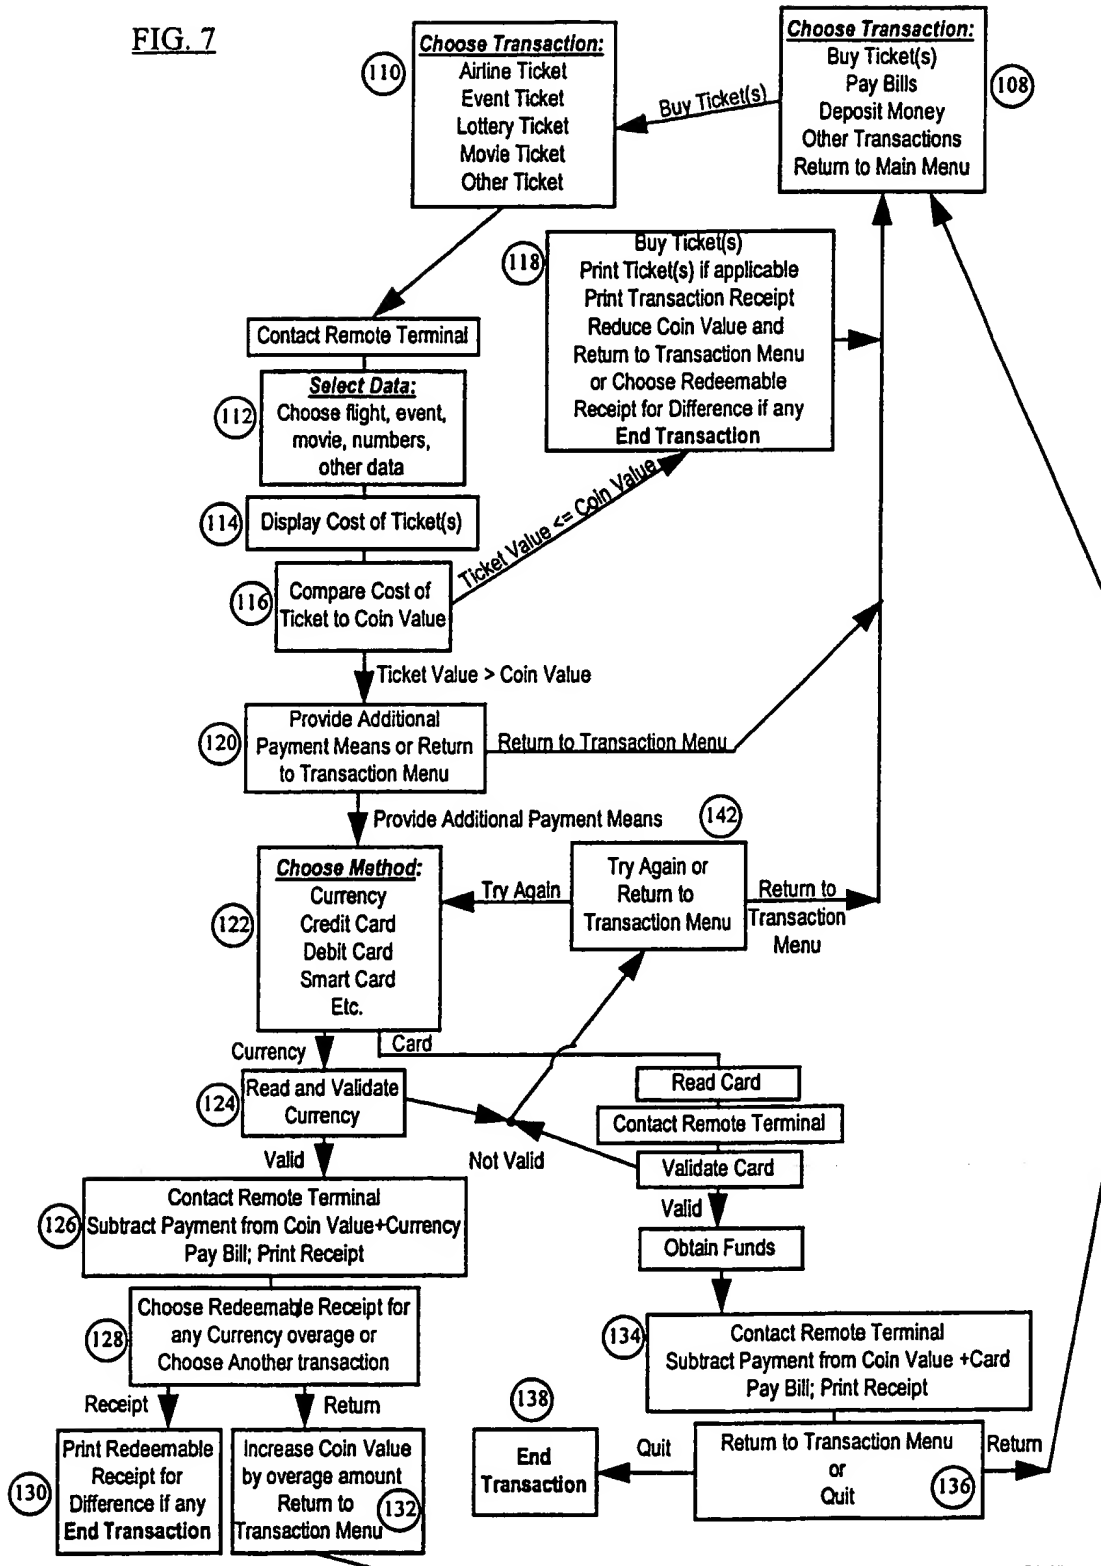 FIG. 7
Choose Transaction:
Airline Ticket
Event Ticket
Lottery Ticket
Movie Ticket
Other Ticket
110
Buy Ticket(s)
Choose Transaction:
Buy Ticket(s)
Pay Bills
Deposit Money
Other Transactions
Return to Main Menu
108
118
Buy Ticket(s)
Print Ticket(s) if applicable
Print Transaction Receipt
Reduce Coin Value and
Return to Transaction Menu
or Choose Redeemable
Receipt for Difference if any
End Transaction
Contact Remote Terminal
112
Select Data:
Choose flight, event,
movie, numbers,
other data
114
Display Cost of Ticket(s)
116
Compare Cost of
Ticket to Coin Value
Ticket Value <= Coin Value
Ticket Value > Coin Value
120
Provide Additional
Payment Means or Return
to Transaction Menu
Return to Transaction Menu
Provide Additional Payment Means
142
Try Again or
Return to
Transaction Menu
Try Again
Return to
Transaction
Menu
122
Choose Method:
Currency
Credit Card
Debit Card
Smart Card
Etc.
Currency
Card
124
Read and Validate
Currency
Read Card
Contact Remote Terminal
Validate Card
Valid
Not Valid
Valid
Obtain Funds
126
Contact Remote Terminal
Subtract Payment from Coin Value+Currency
Pay Bill; Print Receipt
128
Choose Redeemable Receipt for
any Currency overage or
Choose Another transaction
134
Contact Remote Terminal
Subtract Payment from Coin Value +Card
Pay Bill; Print Receipt
Receipt
Return
130
Print Redeemable
Receipt for
Difference if any
End Transaction
Increase Coin Value
by overage amount
Return to
Transaction Menu
132
138
End
Transaction
Quit
Return to Transaction Menu
or
Quit
136
Return